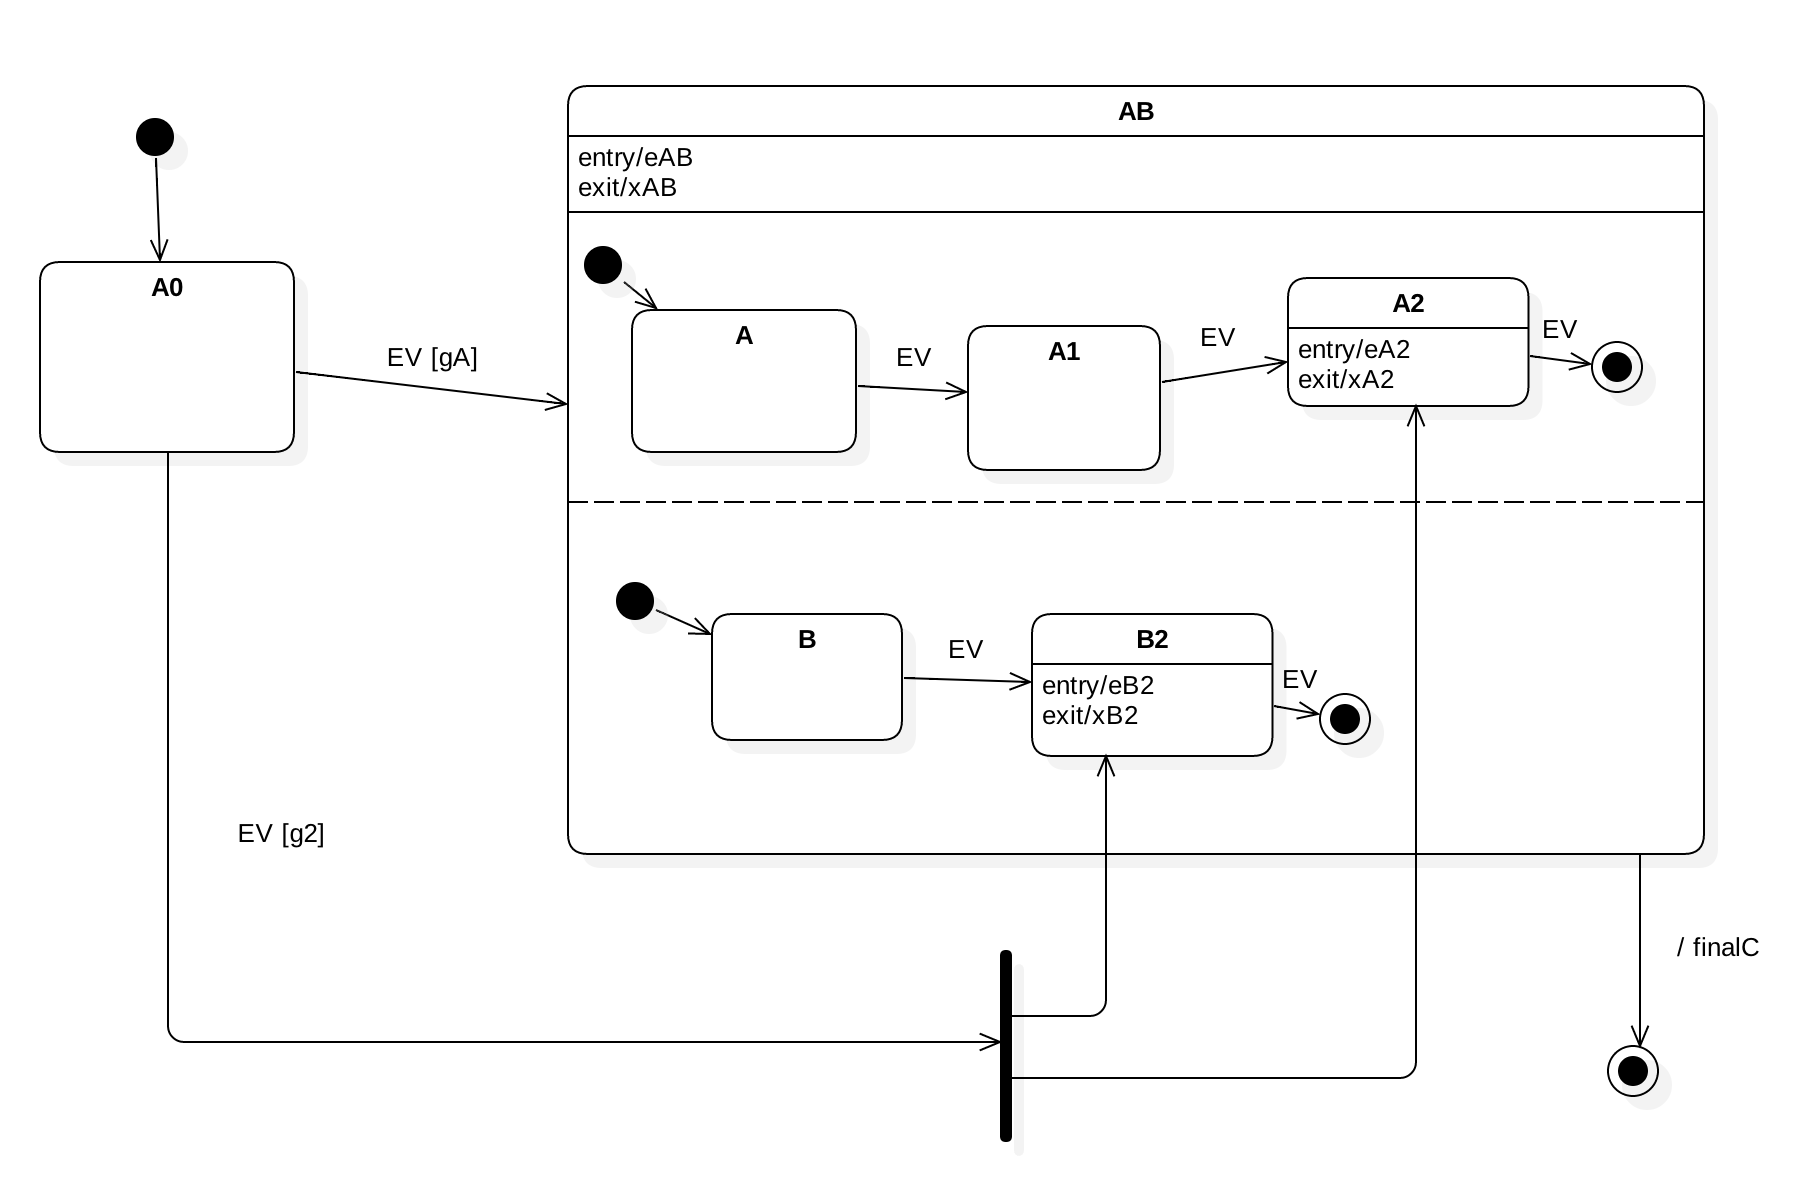 AB
entry/eAB
exit/xAB
A0
EV [gA]
A
EV
A1
EV
A2
entry/eA2
exit/xA2
EV
B
EV
B2
entry/eB2
exit/xB2
EV
EV [g2]
/ finalC